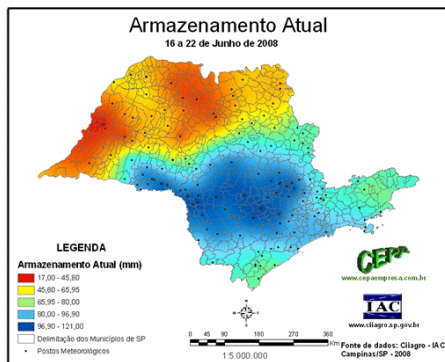 Armazenamento Atual
16 a 22 de Junho de 2008
LEGENDA
Armazenamento Atual (mm)
17,00 - 45,80
45,80 - 65,95
65,95 - 80,00
80,00 - 96,90
96,90 - 121,00
Delimitação dos Municípios de SP
Postos Meteorológicos
CEPA
www.cepaempresa.com.br
IAC
www.ciiagro.sp.gov.br
0 45 90 180 270 360
Km
1:5.000.000
Fonte de dados: Ciiagro - IAC
Campinas/SP - 2008